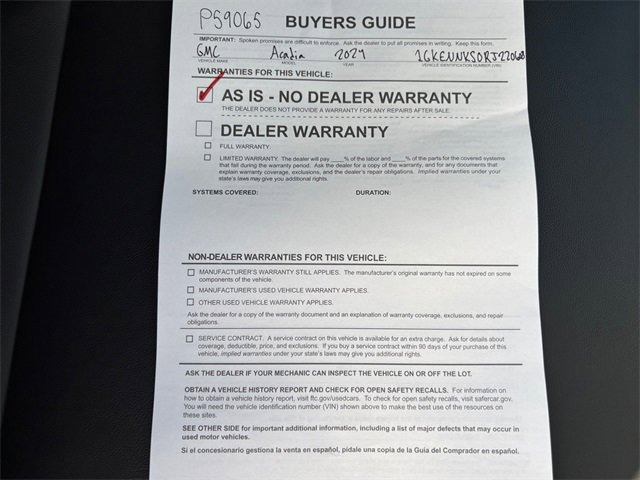 P59065 BUYERS GUIDE
IMPORTANT: Spoken promises are difficult to enforce. Ask the dealer to put all promises in writing. Keep this form.
GMC Acadia 2024
VEHICLE MAKE MODEL YEAR VEHICLE IDENTIFICATION NUMBER (VIN)
WARRANTIES FOR THIS VEHICLE:
AS IS - NO DEALER WARRANTY
THE DEALER DOES NOT PROVIDE A WARRANTY FOR ANY REPAIRS AFTER SALE.
DEALER WARRANTY
FULL WARRANTY.
LIMITED WARRANTY. The dealer will pay ____% of the labor and ____% of the parts for the covered systems
that fail during the warranty period. Ask the dealer for a copy of the warranty, and for any documents that
explain warranty coverage, exclusions, and the dealer's repair obligations. Implied warranties under your
state's laws may give you additional rights.
SYSTEMS COVERED: DURATION:
NON-DEALER WARRANTIES FOR THIS VEHICLE:
MANUFACTURER'S WARRANTY STILL APPLIES. The manufacturer's original warranty has not expired on some
components of the vehicle.
MANUFACTURER'S USED VEHICLE WARRANTY APPLIES.
OTHER USED VEHICLE WARRANTY APPLIES.
Ask the dealer for a copy of the warranty document and an explanation of warranty coverage, exclusions, and repair
obligations.
SERVICE CONTRACT. A service contract on this vehicle is available for an extra charge. Ask for details about
coverage, deductible, price, and exclusions. If you buy a service contract within 90 days of your purchase of this
vehicle, implied warranties under your state's laws may give you additional rights.
ASK THE DEALER IF YOUR MECHANIC CAN INSPECT THE VEHICLE ON OR OFF THE LOT.
OBTAIN A VEHICLE HISTORY REPORT AND CHECK FOR OPEN SAFETY RECALLS. For information on
how to obtain a vehicle history report, visit ftc.gov/usedcars. To check for open safety recalls, visit safercar.gov.
You will need the vehicle identification number (VIN) shown above to make the best use of the resources on
these sites.
SEE OTHER SIDE for important additional information, including a list of major defects that may occur in
used motor vehicles.
Si el concesionario gestiona la venta en español, pídale una copia de la Guía del Comprador en español.